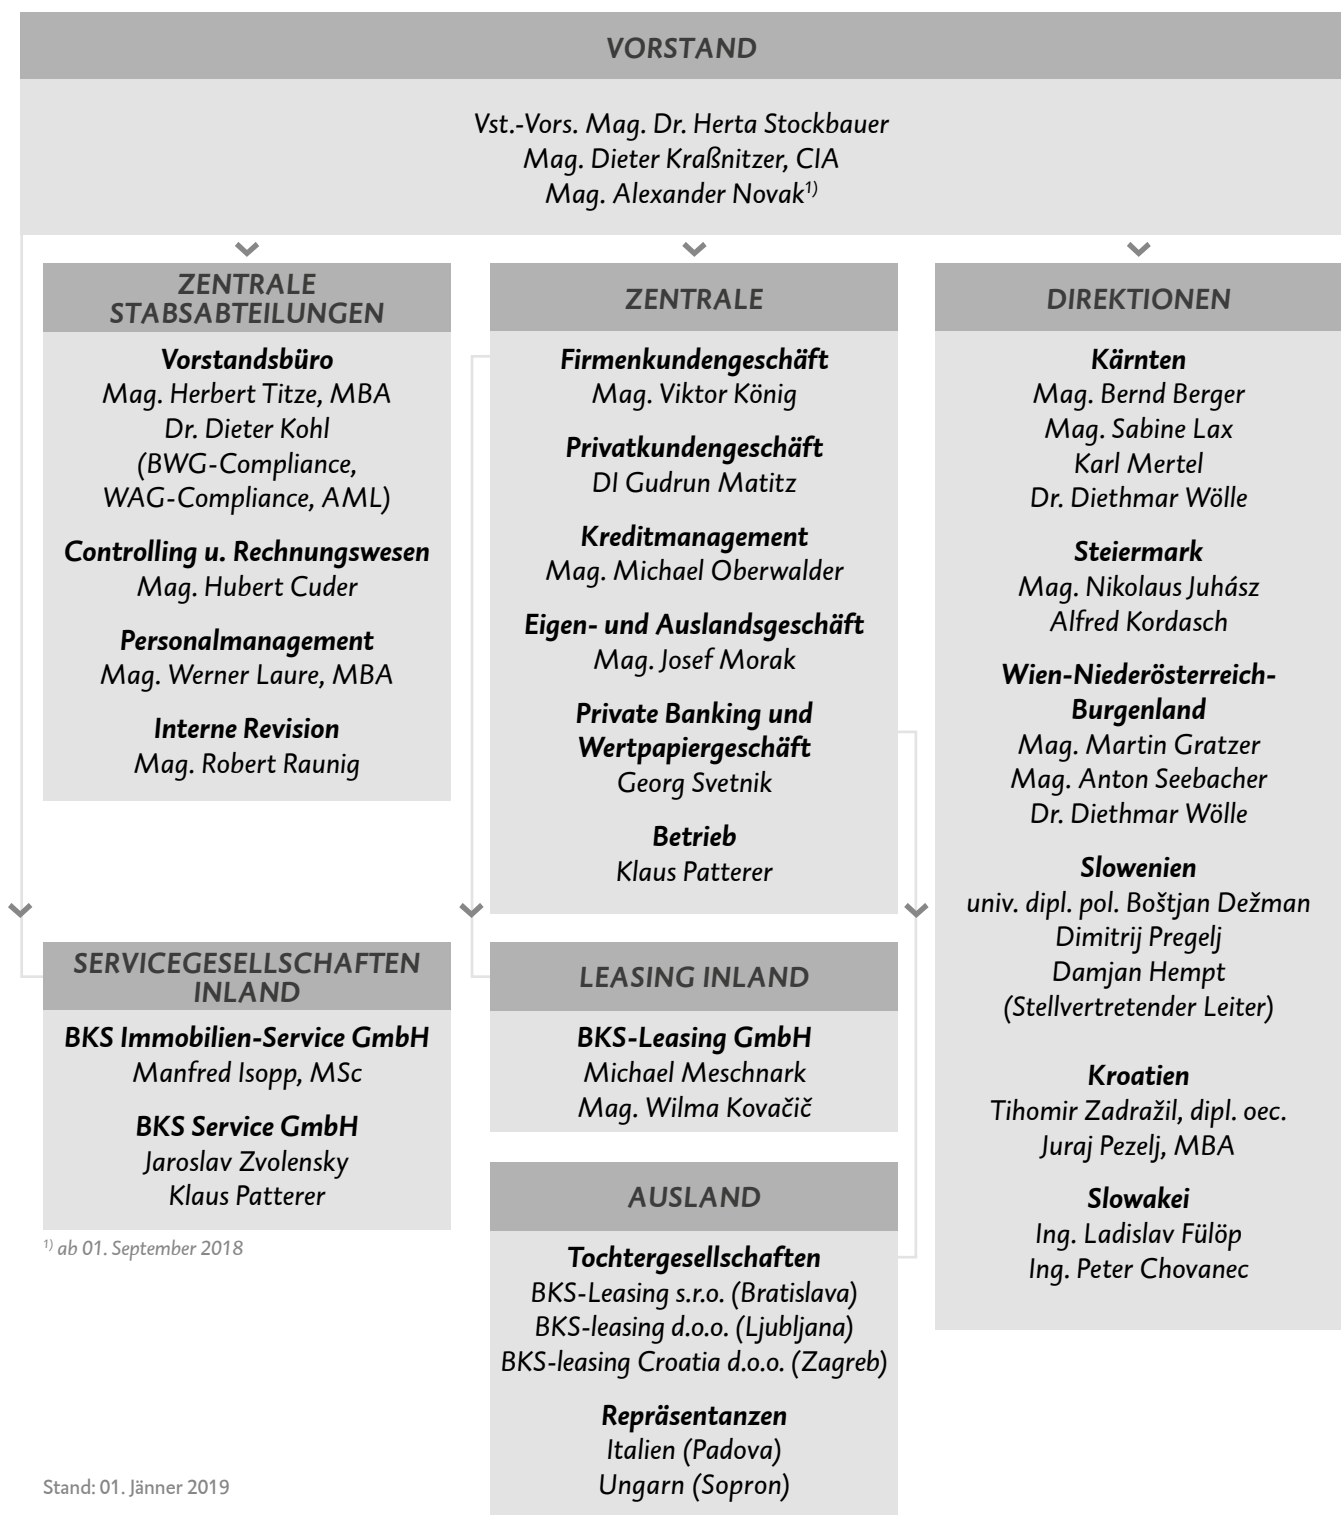 VORSTAND
Vst.-Vors. Mag. Dr. Herta Stockbauer
Mag. Dieter Kraßnitzer, CIA
Mag. Alexander Novak¹⁾
ZENTRALE
STABSABTEILUNGEN
Vorstandsbüro
Mag. Herbert Titze, MBA
Dr. Dieter Kohl
(BWG-Compliance,
WAG-Compliance, AML)
Controlling u. Rechnungswesen
Mag. Hubert Cuder
Personalmanagement
Mag. Werner Laure, MBA
Interne Revision
Mag. Robert Raunig
ZENTRALE
Firmenkundengeschäft
Mag. Viktor König
Privatkundengeschäft
DI Gudrun Matitz
Kreditmanagement
Mag. Michael Oberwalder
Eigen- und Auslandsgeschäft
Mag. Josef Morak
Private Banking und
Wertpapiergeschäft
Georg Svetnik
Betrieb
Klaus Patterer
DIREKTIONEN
Kärnten
Mag. Bernd Berger
Mag. Sabine Lax
Karl Mertel
Dr. Diethmar Wölle
Steiermark
Mag. Nikolaus Juhász
Alfred Kordasch
Wien-Niederösterreich-
Burgenland
Mag. Martin Gratzer
Mag. Anton Seebacher
Dr. Diethmar Wölle
Slowenien
univ. dipl. pol. Boštjan Dežman
Dimitrij Pregelj
Damjan Hempt
(Stellvertretender Leiter)
Kroatien
Tihomir Zadražil, dipl. oec.
Juraj Pezelj, MBA
Slowakei
Ing. Ladislav Fülöp
Ing. Peter Chovanec
SERVICEGESELLSCHAFTEN
INLAND
BKS Immobilien-Service GmbH
Manfred Isopp, MSc
BKS Service GmbH
Jaroslav Zvolensky
Klaus Patterer
¹⁾ ab 01. September 2018
LEASING INLAND
BKS-Leasing GmbH
Michael Meschnark
Mag. Wilma Kovačič
AUSLAND
Tochtergesellschaften
BKS-Leasing s.r.o. (Bratislava)
BKS-leasing d.o.o. (Ljubljana)
BKS-leasing Croatia d.o.o. (Zagreb)
Repräsentanzen
Italien (Padova)
Ungarn (Sopron)
Stand: 01. Jänner 2019